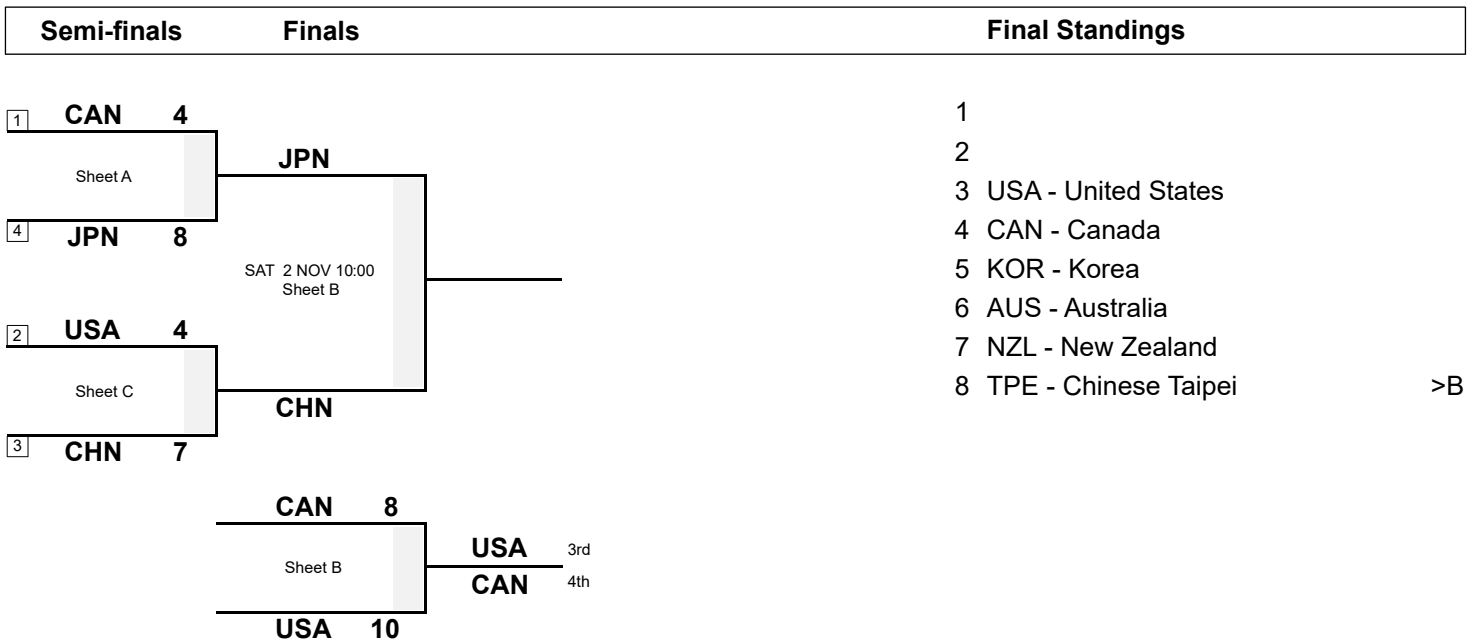 Semi-finals Finals Final Standings
1 CAN 4
Sheet A
4 JPN 8
JPN
SAT 2 NOV 10:00
Sheet B
2 USA 4
Sheet C
3 CHN 7
CHN
CAN 8
Sheet B
USA 10
USA 3rd
CAN 4th
1
2
3 USA - United States
4 CAN - Canada
5 KOR - Korea
6 AUS - Australia
7 NZL - New Zealand
8 TPE - Chinese Taipei >B